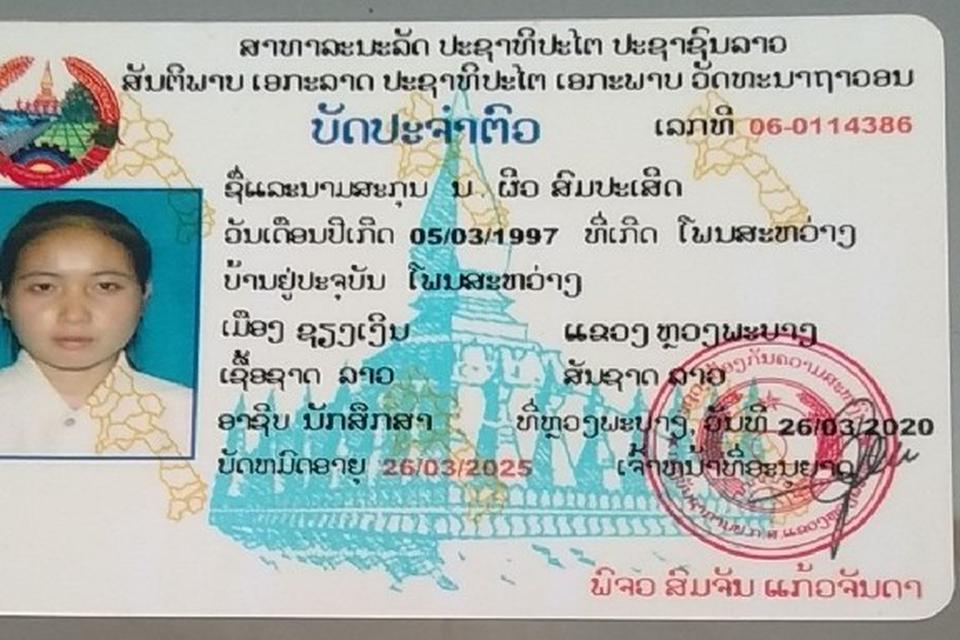 ສາທາລະນະລັດ ປະຊາທິປະໄຕ ປະຊາຊົນລາວ
ສັນຕິພາບ ເອກະລາດ ປະຊາທິປະໄຕ ເອກະພາບ ວັດທະນາຖາວອນ
ບັດປະຈຳຕົວ ເລກທີ 06-0114386
ຊື່ແລະນາມສະກຸນ ນ . ຜິວ ສົມປະເສີດ
ວັນເດືອນປີເກີດ 05/03/1997 ທີ່ເກີດ ໂພນສະຫວ່າງ
ບ້ານຢູ່ປະຈຸບັນ ໂພນສະຫວ່າງ
ເມືອງ ຊຽງເງິນ ແຂວງ ຫຼວງພະບາງ
ເຊື້ອຊາດ ລາວ ສັນຊາດ ລາວ
ອາຊີບ ນັກສຶກສາ ທີ່ຫຼວງພະບາງ, ວັນທີ 26/03/2020
ບັດຫມົດອາຍຸ 26/03/2025 ເຈົ້າຫນ້າທີ່ອະນຸຍາດ
ພົຈວ ສົມຈັນ ແກ້ວຈັນດາ